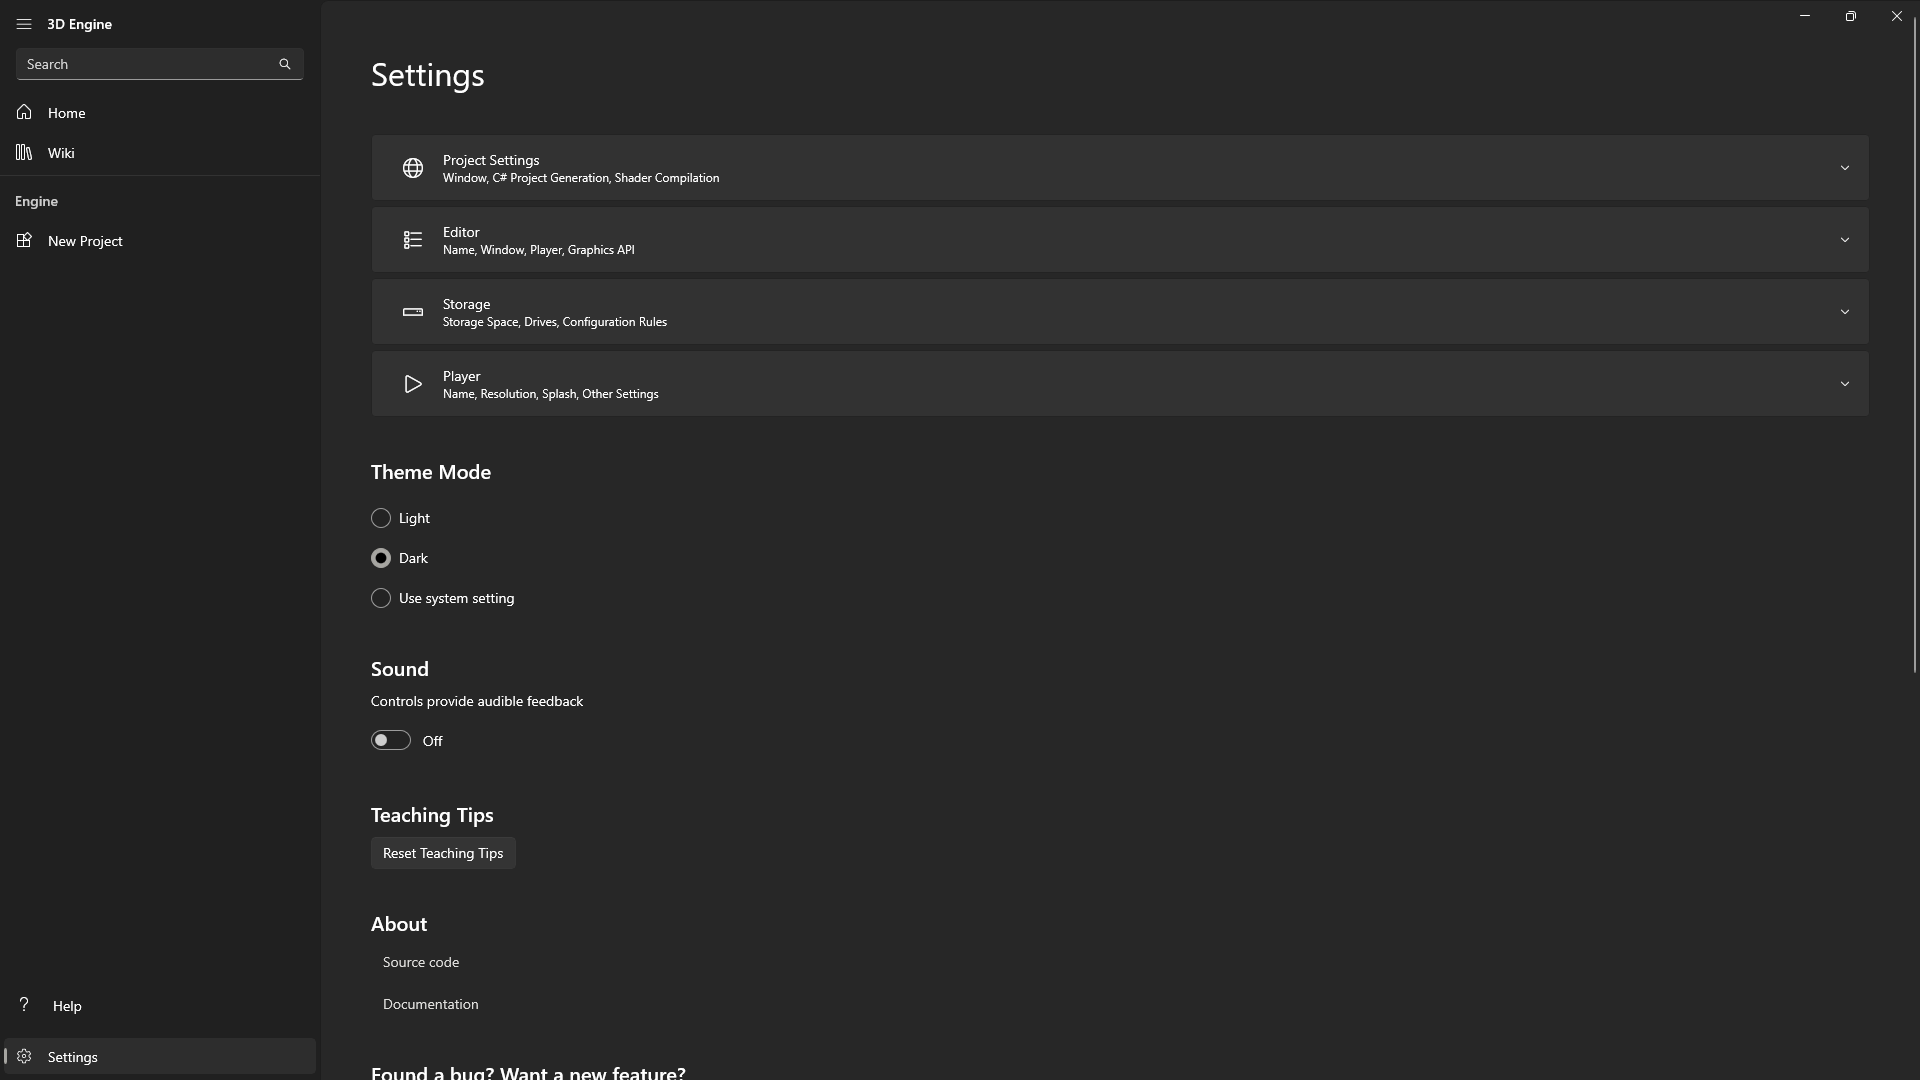 3D Engine
Search
Home
Wiki
Engine
New Project
Help
Settings
Settings
Project Settings
Window, C# Project Generation, Shader Compilation
Editor
Name, Window, Player, Graphics API
Storage
Storage Space, Drives, Configuration Rules
Player
Name, Resolution, Splash, Other Settings
Theme Mode
Light
Dark
Use system setting
Sound
Controls provide audible feedback
Off
Teaching Tips
Reset Teaching Tips
About
Source code
Documentation
Found a bug? Want a new feature?